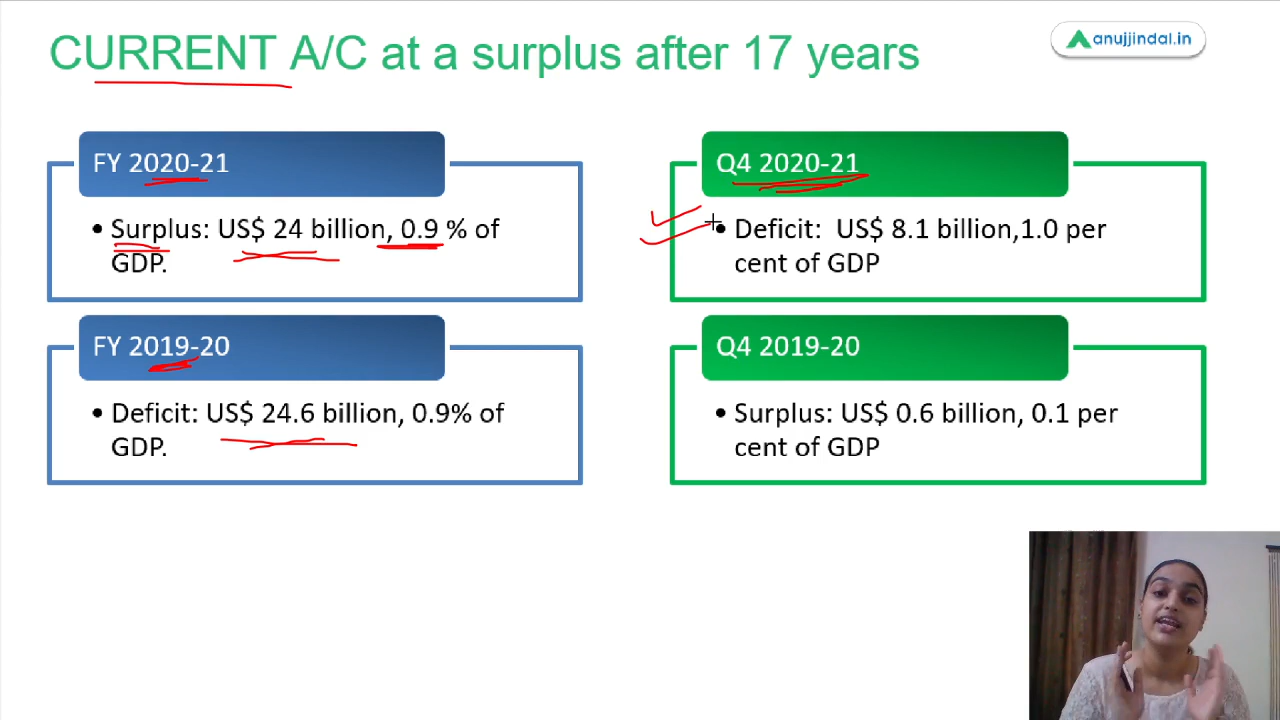 CURRENT A/C at a surplus after 17 years
anujjindal.in
FY 2020-21
• Surplus: US$ 24 billion, 0.9 % of
GDP.
Q4 2020-21
• Deficit: US$ 8.1 billion,1.0 per
cent of GDP
FY 2019-20
• Deficit: US$ 24.6 billion, 0.9% of
GDP.
Q4 2019-20
• Surplus: US$ 0.6 billion, 0.1 per
cent of GDP